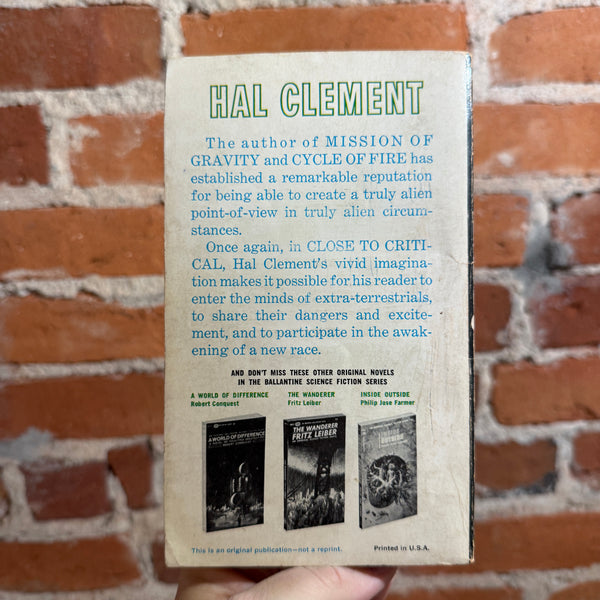 HAL CLEMENT
The author of MISSION OF
GRAVITY and CYCLE OF FIRE has
established a remarkable reputation
for being able to create a truly alien
point-of-view in truly alien circum-
stances.
Once again, in CLOSE TO CRITI-
CAL, Hal Clement's vivid imagina-
tion makes it possible for his reader to
enter the minds of extra-terrestrials,
to share their dangers and excite-
ment, and to participate in the awak-
ening of a new race.
AND DON'T MISS THESE OTHER ORIGINAL NOVELS
IN THE BALLANTINE SCIENCE FICTION SERIES
A WORLD OF DIFFERENCE
Robert Conquest
THE WANDERER
Fritz Leiber
INSIDE OUTSIDE
Philip Jose Farmer
A WORLD OF DIFFERENCE
THE WANDERER
FRITZ LEIBER
INSIDE
OUTSIDE
This is an original publication—not a reprint.
Printed in U.S.A.